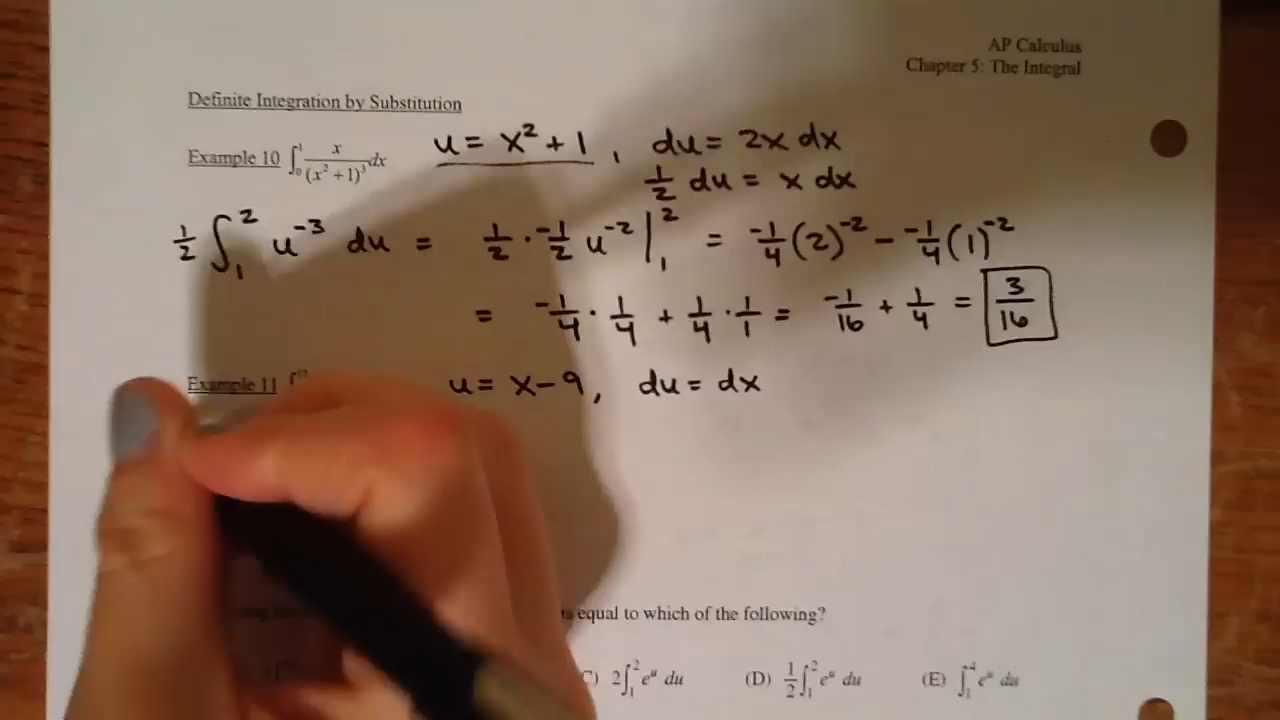 AP Calculus
Chapter 5: The Integral
Definite Integration by Substitution
Example 10 ∫₀¹ x/(x² + 1)³ dx
u = x² + 1 , du = 2x dx
½ du = x dx
½ ∫₁² u⁻³ du = ½ · -½ u⁻² |₁² = -¼(2)⁻² − -¼(1)⁻²
= -¼ · ¼ + ¼ · 1/1 = -1/16 + ¼ = 3/16
Example 11 ∫ u = x − 9, du = dx
is equal to which of the following?
C) 2∫₁² eᵘ du (D) ½∫₁² eᵘ du (E) ∫₁⁴ eᵘ du